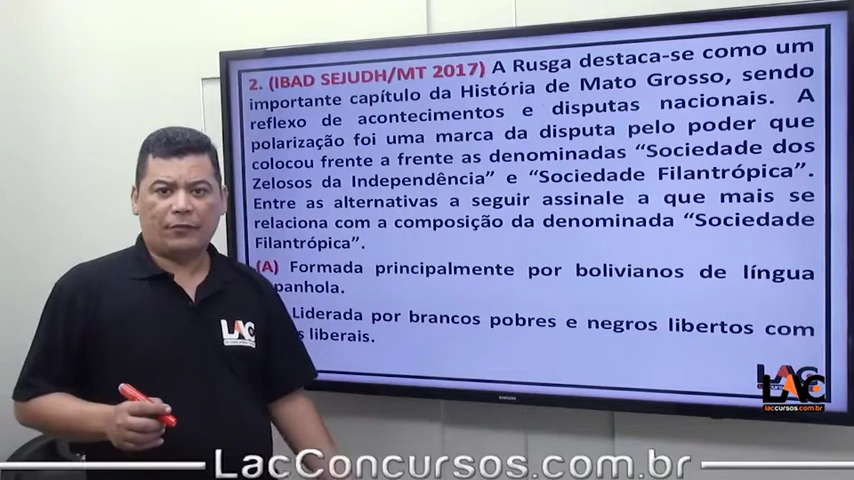 2. (IBAD SEJUDH/MT 2017) A Rusga destaca-se como um
importante capítulo da História de Mato Grosso, sendo
reflexo de acontecimentos e disputas nacionais. A
polarização foi uma marca da disputa pelo poder que
colocou frente a frente as denominadas “Sociedade dos
Zelosos da Independência” e “Sociedade Filantrópica”.
Entre as alternativas a seguir assinale a que mais se
relaciona com a composição da denominada “Sociedade
Filantrópica”.
(A) Formada principalmente por bolivianos de língua
panhola.
Liderada por brancos pobres e negros libertos com
s liberais.
LAC
LAC
laccursos.com.br
SAMSUNG
LacConcursos.com.br